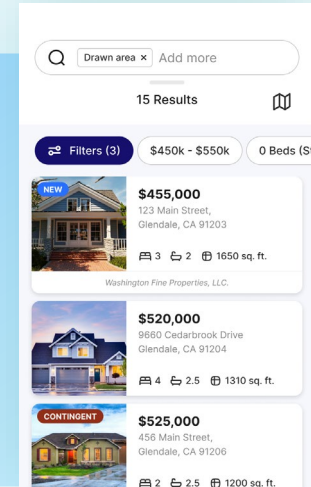 Drawn area × Add more
15 Results
Filters (3) $450k - $550k 0 Beds (S
NEW
$455,000
123 Main Street,
Glendale, CA 91203
3 2 1650 sq. ft.
Washington Fine Properties, LLC.
$520,000
9660 Cedarbrook Drive
Glendale, CA 91204
4 2.5 1310 sq. ft.
CONTINGENT
$525,000
456 Main Street,
Glendale, CA 91206
2 2.5 1200 sq. ft.